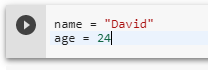 name = "David"
age = 24